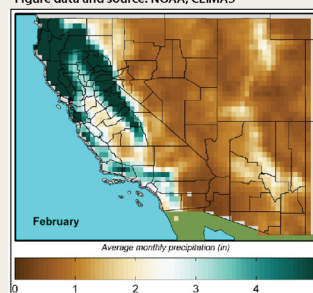 Figure data and source: NOAA, CLIMAS
February
Average monthly precipitation (in)
0 1 2 3 4